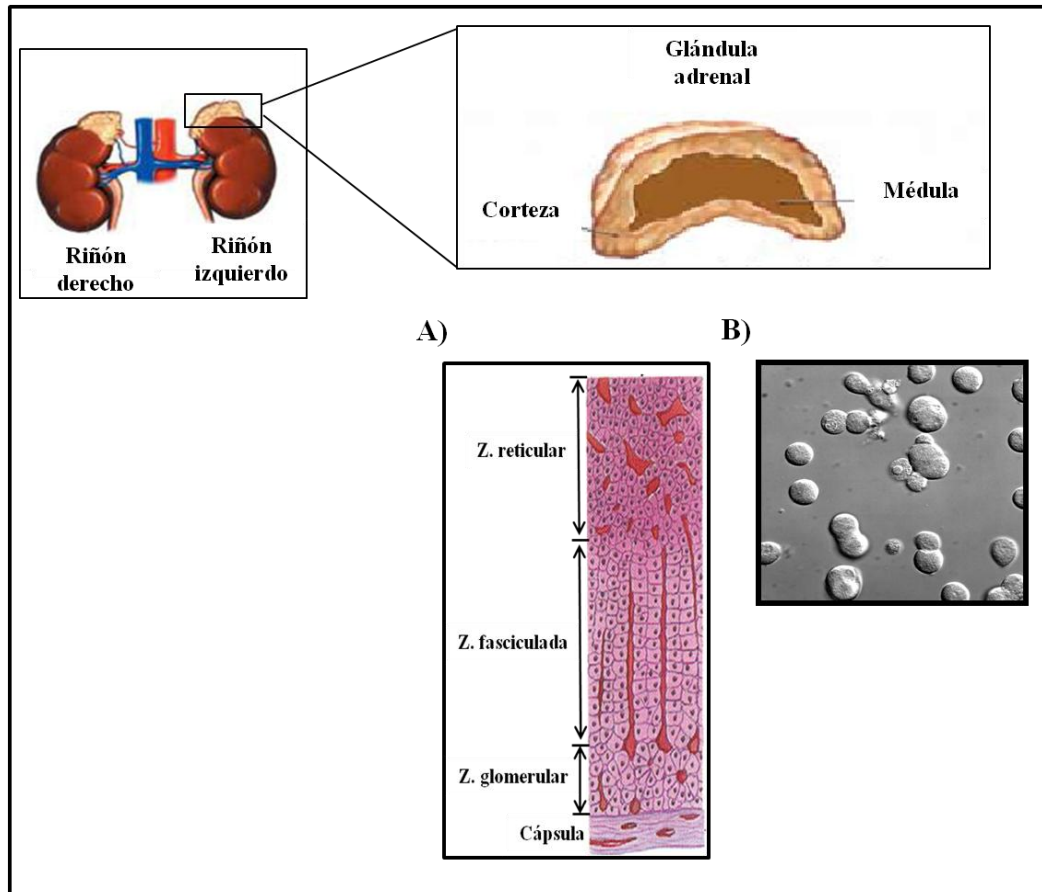 Glándula
adrenal
Corteza
Médula
Riñón
derecho
Riñón
izquierdo
A)
B)
Z. reticular
Z. fasciculada
Z. glomerular
Cápsula